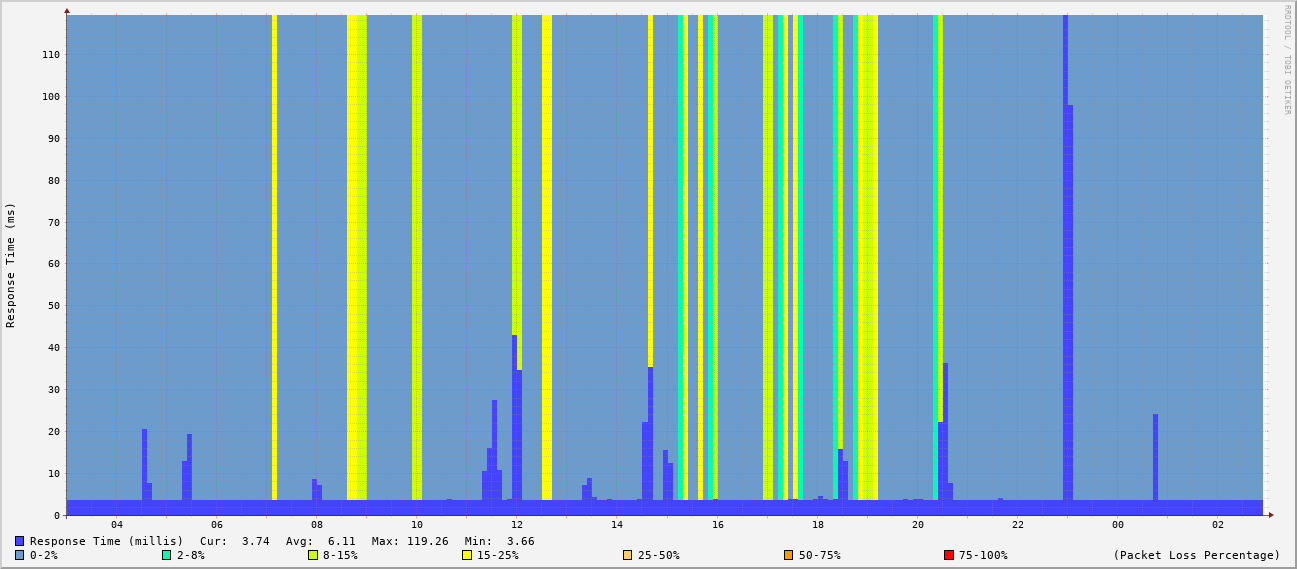 RRDTOOL / TOBI OETIKER
Response Time (ms)
110
100
90
80
70
60
50
40
30
20
10
0
04 06 08 10 12 14 16 18 20 22 00 02
Response Time (millis) Cur: 3.74 Avg: 6.11 Max: 119.26 Min: 3.66
0-2% 2-8% 8-15% 15-25% 25-50% 50-75% 75-100% (Packet Loss Percentage)